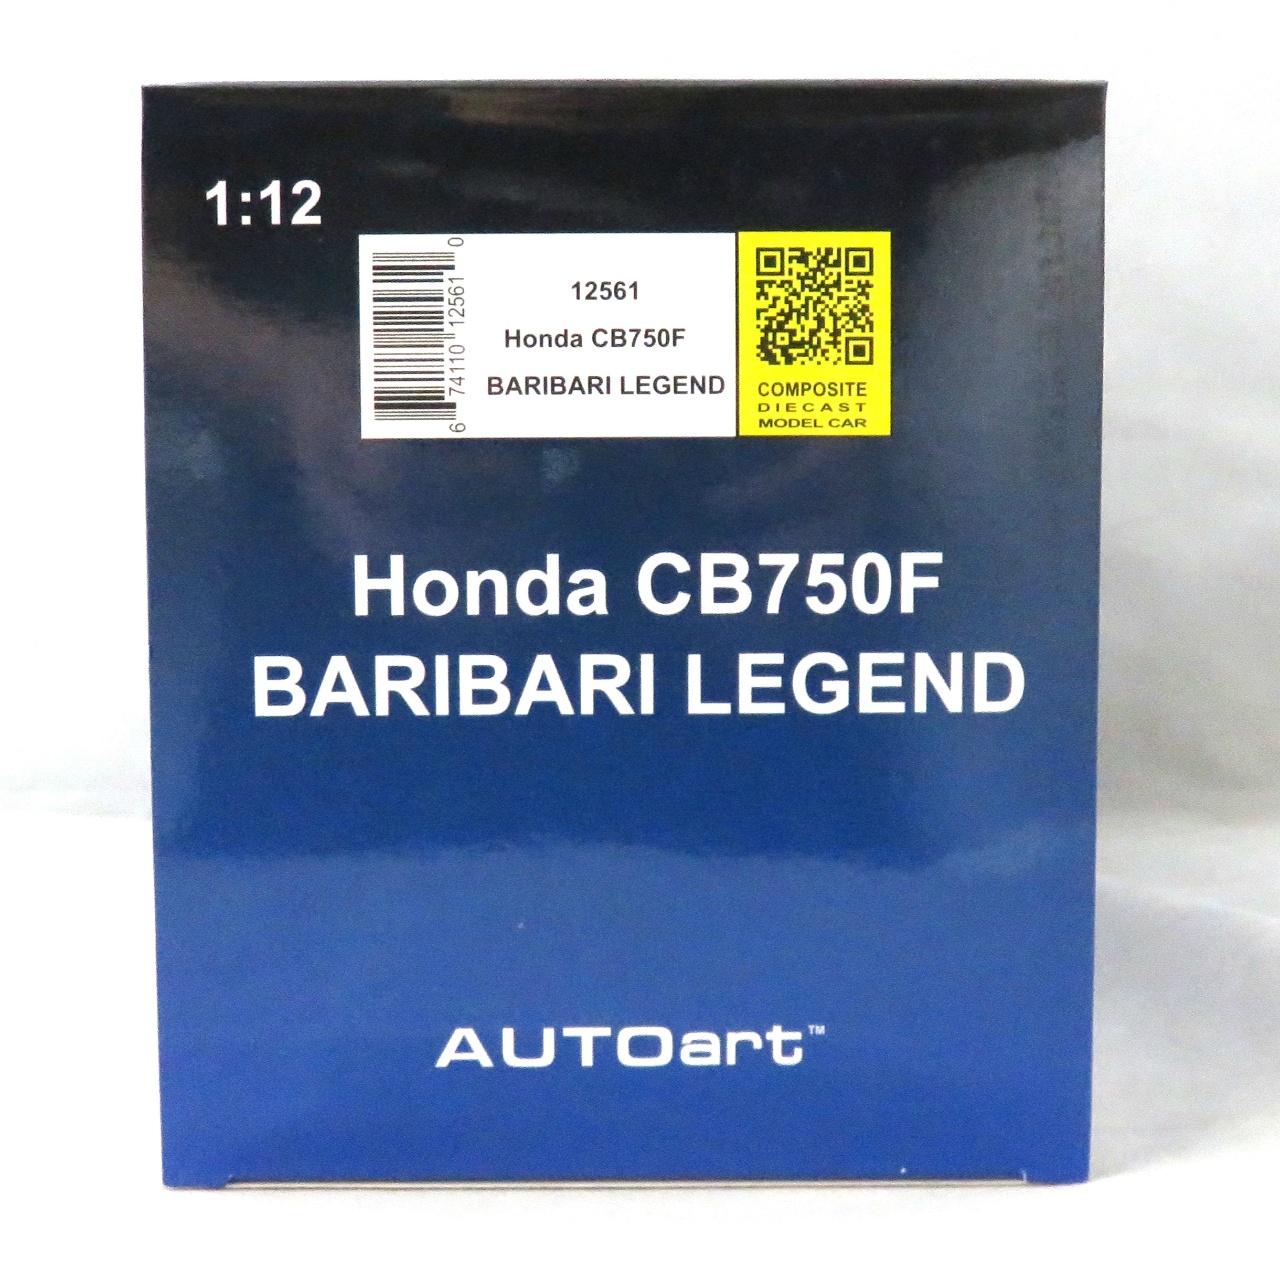 1:12
6 74110 12561 0
12561
Honda CB750F
BARIBARI LEGEND
COMPOSITE
DIECAST
MODEL CAR
Honda CB750F
BARIBARI LEGEND
AUTOart™